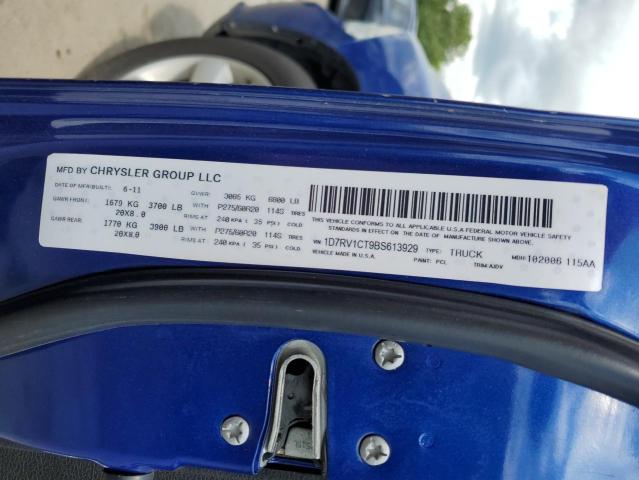 MFD BY CHRYSLER GROUP LLC
DATE OF MFR/BUILT: 6-11 GVWR: 3085 KG 6800 LB
GAWR FRONT: 1679 KG 3700 LB WITH P275/60R20 114S TIRES
20X8.0 RIMS AT 240 KPA ( 35 PSI) COLD
GAWR REAR: 1770 KG 3900 LB WITH P275/60R20 114S TIRES
20X8.0 RIMS AT 240 KPA ( 35 PSI) COLD
THIS VEHICLE CONFORMS TO ALL APPLICABLE U.S.A FEDERAL MOTOR VEHICLE SAFETY
STANDARDS IN EFFECT ON THE DATE OF MANUFACTURE SHOWN ABOVE.
VIN: 1D7RV1CT9BS613929 TYPE: TRUCK MDH: 102006 115AA
VEHICLE MADE IN U.S.A. PAINT: PCL TRIM: AJDV